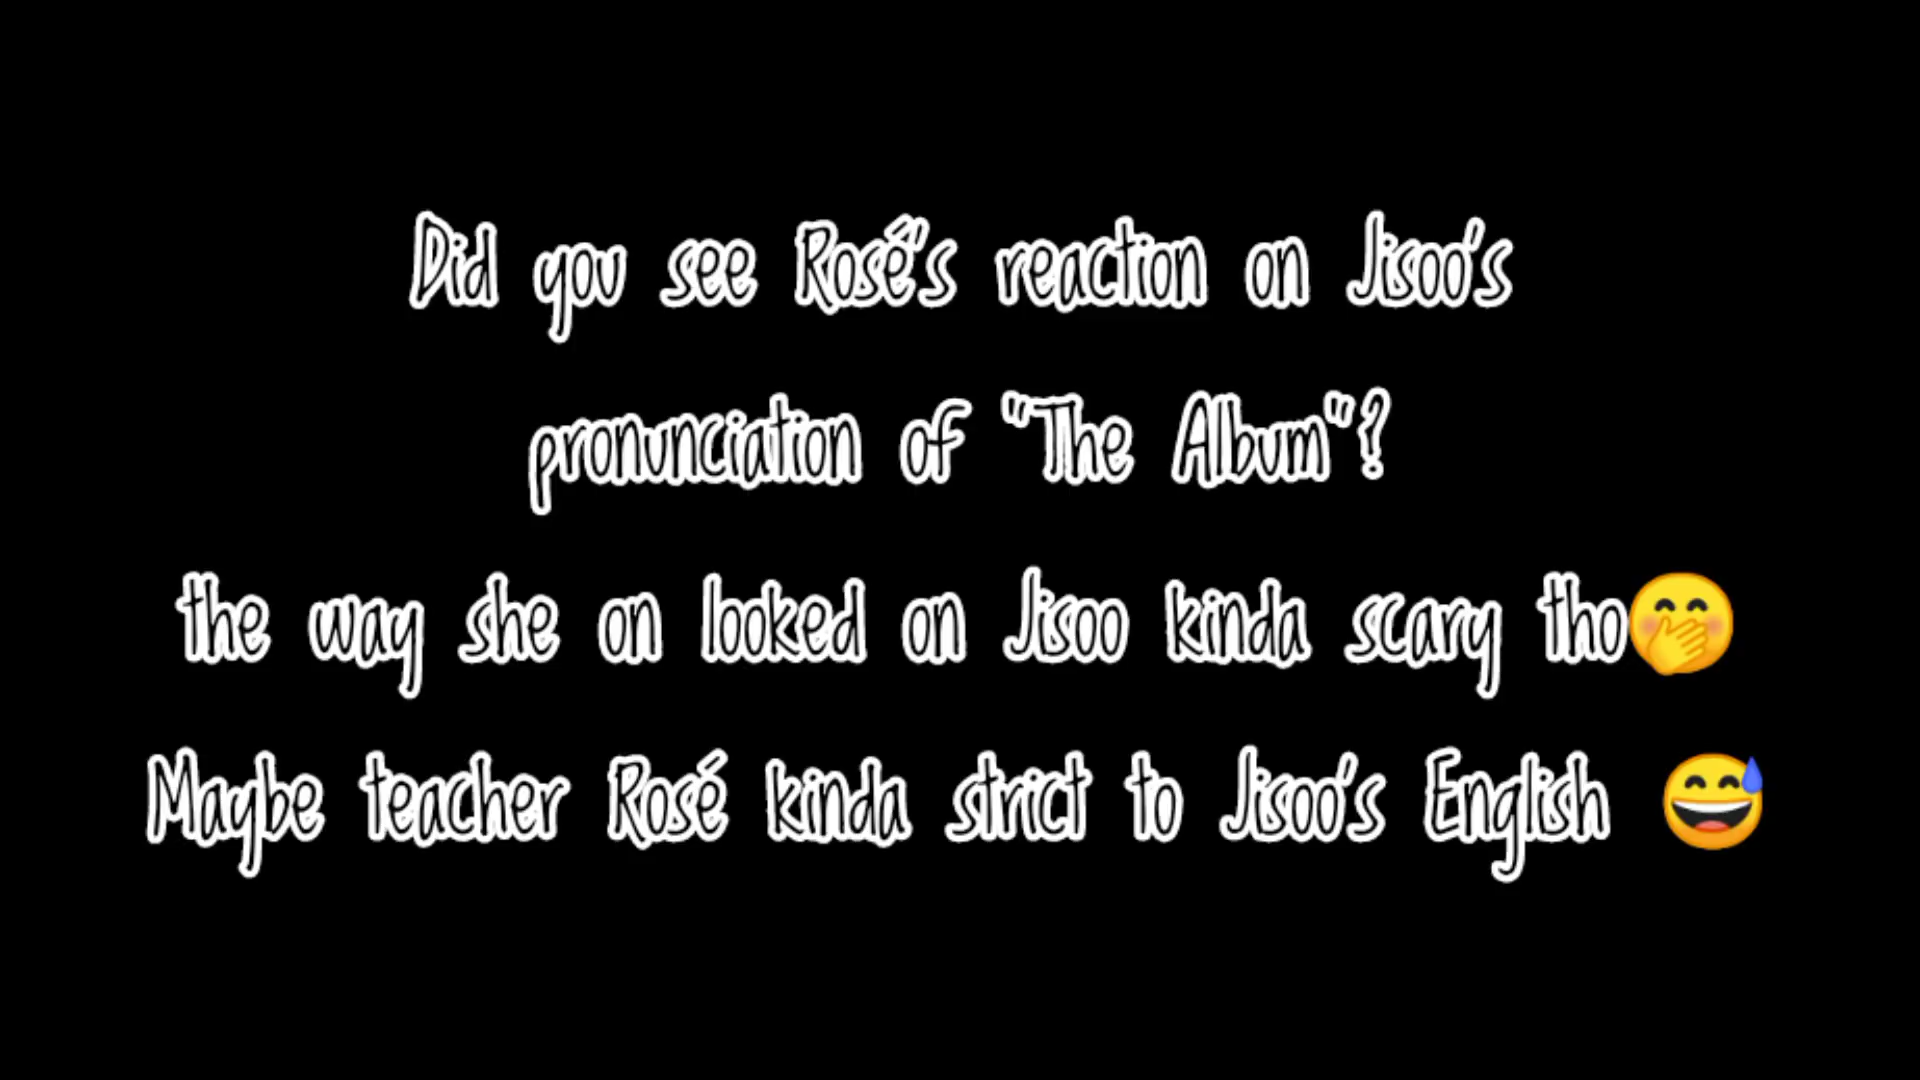 Did you see Rosé's reaction on Jisoo's
pronunciation of "The Album"?
the way she on looked on Jisoo kinda scary tho🤭
Maybe teacher Rosé kinda strict to Jisoo's English 😅